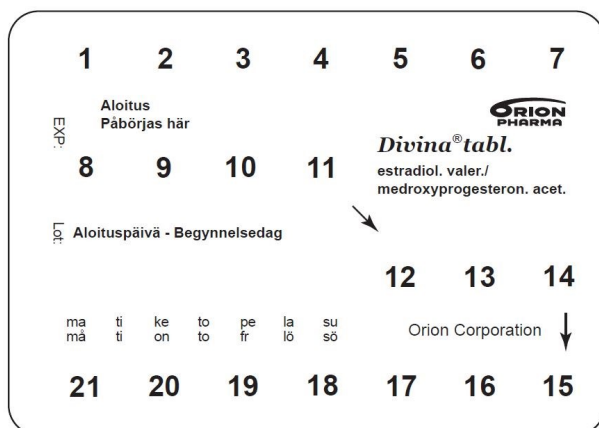 1 2 3 4 5 6 7
Aloitus
Påbörjas här
EXP:
ORION
PHARMA
Divina® tabl.
estradiol. valer./
medroxyprogesteron. acet.
8 9 10 11
Lot:
Aloituspäivä - Begynnelsedag
12 13 14
ma ti ke to pe la su
må ti on to fr lö sö
Orion Corporation
21 20 19 18 17 16 15